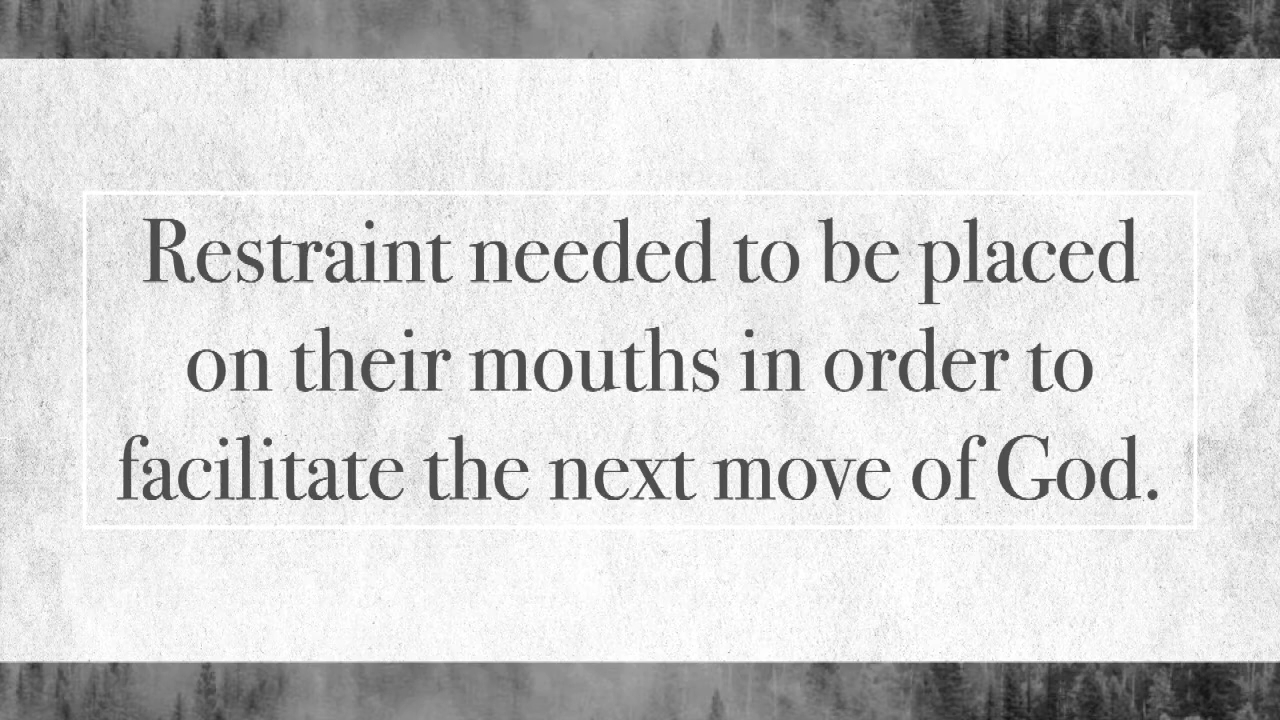 Restraint needed to be placed
on their mouths in order to
facilitate the next move of God.